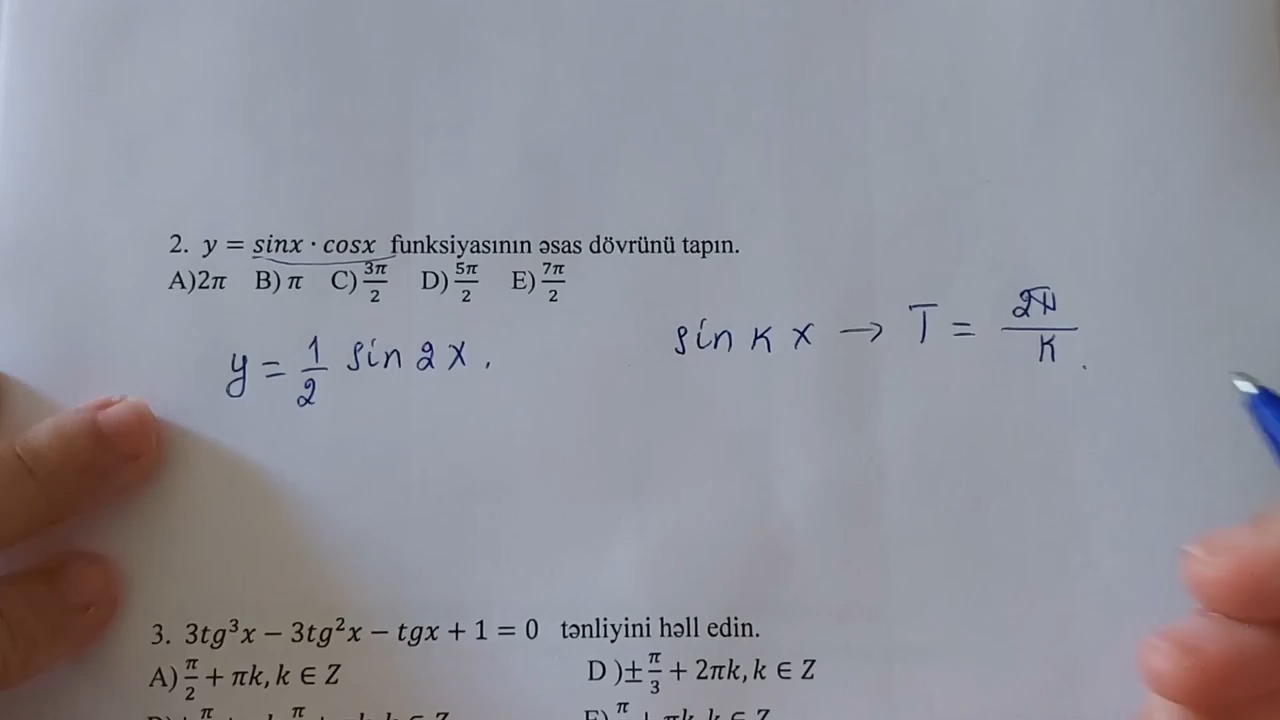 2. y = sinx · cosx funksiyasının əsas dövrünü tapın.
A)2π B) π C) 3π/2 D) 5π/2 E) 7π/2
y = 1/2 sin 2x.
sin kx → T = 2π/k.
3. 3tg³x − 3tg²x − tgx + 1 = 0 tənliyini həll edin.
A) π/2 + πk, k ∈ Z
D )± π/3 + 2πk, k ∈ Z